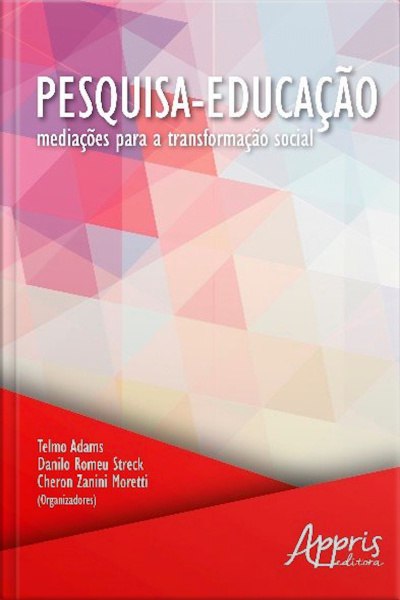 PESQUISA-EDUCAÇÃO
mediações para a transformação social
Telmo Adams
Danilo Romeu Streck
Cheron Zanini Moretti
(Organizadores)
Appris
editora